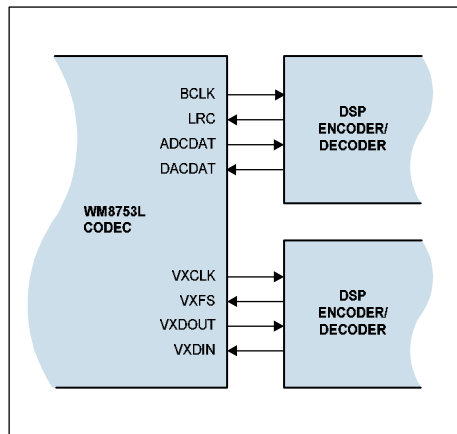 BCLK
LRC
ADCDAT
DACDAT
DSP
ENCODER/
DECODER
WM8753L
CODEC
VXCLK
VXFS
VXDOUT
VXDIN
DSP
ENCODER/
DECODER